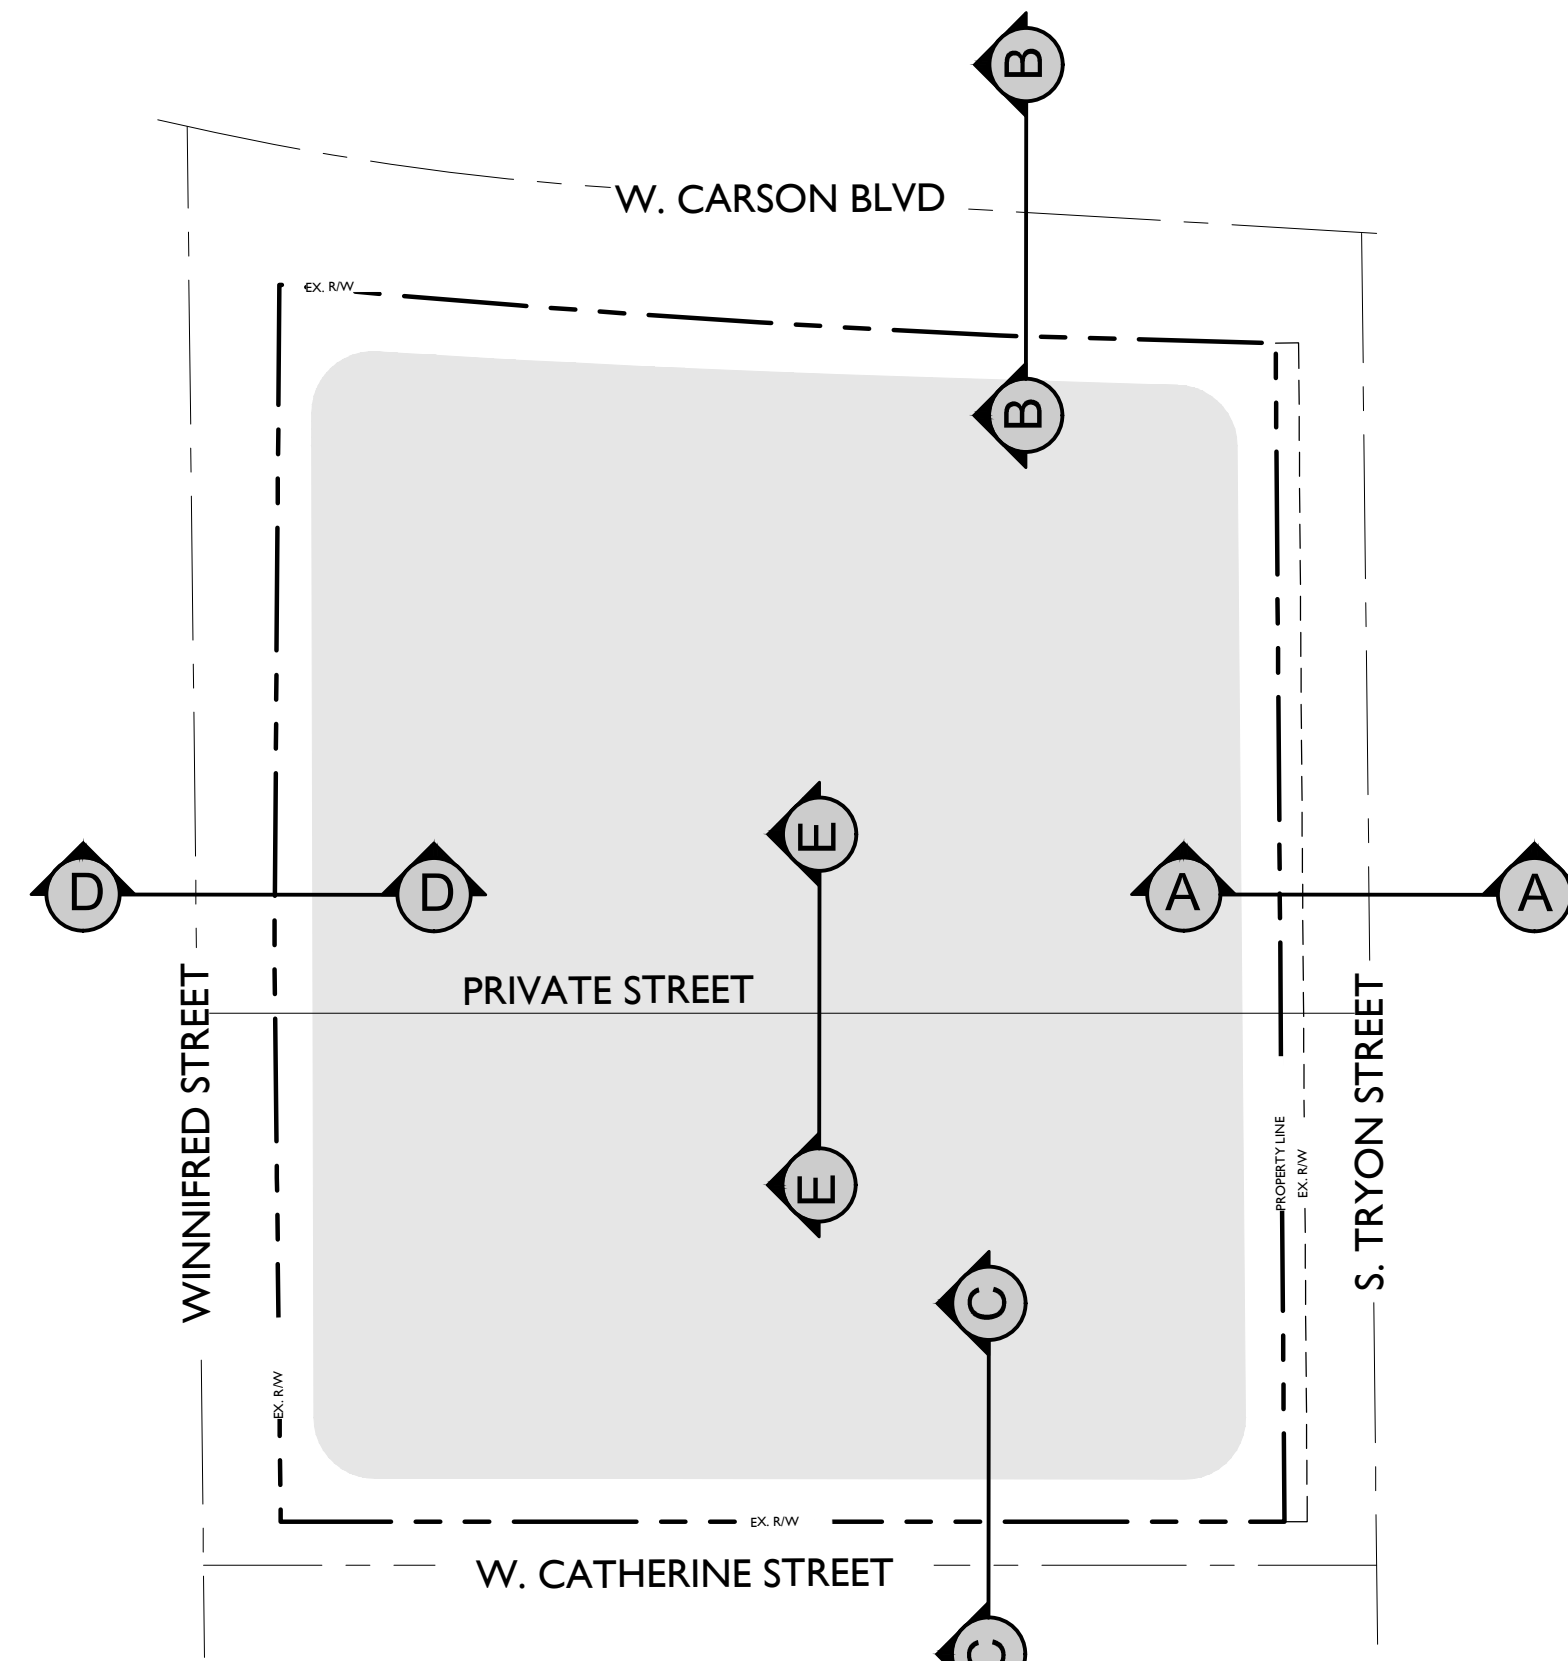 B
W. CARSON BLVD
EX. R/W
B
E
D
D
A
A
PRIVATE STREET
WINNIFRED STREET
S. TRYON STREET
PROPERTY LINE
EX. R/W
E
C
EX. R/W
EX. R/W
W. CATHERINE STREET
C